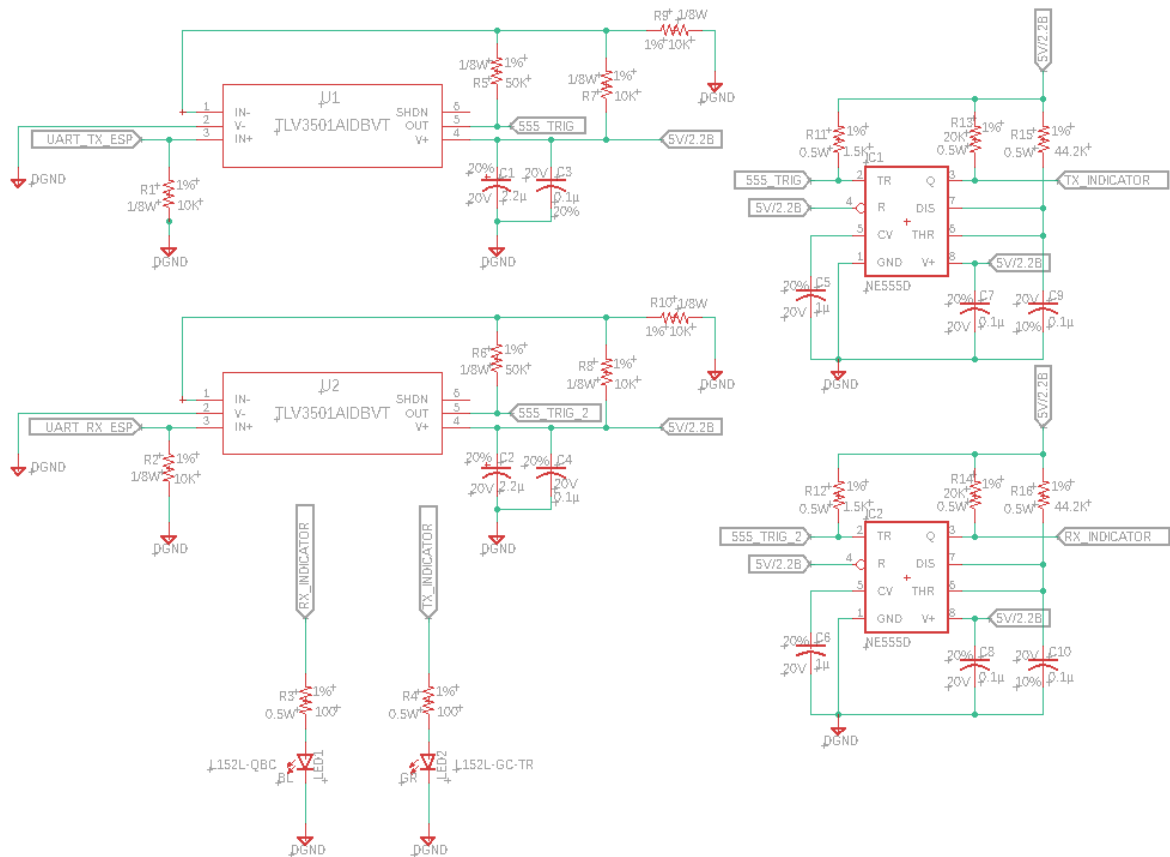 R9 1/8W
1% 10K
1/8W 1%
R5 50K
1/8W 1%
R7 10K
DGND
U1
TLV3501AIDBVT
1 IN- SHDN 6
2 V- OUT 5
3 IN+ V+ 4
UART_TX_ESP
555_TRIG
5V/2.2B
DGND
R1 1%
1/8W 10K
DGND
20% C1
20V 2.2µ
20V C3
0.1µ
20%
DGND
R10 1/8W
1% 10K
R6 1%
1/8W 50K
R8 1%
1/8W 10K
DGND
U2
TLV3501AIDBVT
1 IN- SHDN 6
2 V- OUT 5
3 IN+ V+ 4
UART_RX_ESP
555_TRIG_2
5V/2.2B
DGND
R2 1%
1/8W 10K
DGND
20% C2
20V 2.2µ
20% C4
20V
0.1µ
DGND
RX_INDICATOR
TX_INDICATOR
R3 1%
0.5W 100
R4 1%
0.5W 100
L152L-QBC
BL
LED1
GR
LED2
L152L-GC-TR
DGND
DGND
5V/2.2B
R11 1%
0.5W 1.5K
R13 1%
20K
0.5W
R15 1%
0.5W 44.2K
IC1
555_TRIG
5V/2.2B
2 TR Q 3
4 R DIS 7
5 CV THR 6
1 GND V+ 8
NE555D
TX_INDICATOR
5V/2.2B
20% C5
1µ
20V
20% C7
20V 0.1µ
20V C9
10% 0.1µ
DGND
5V/2.2B
R12 1%
0.5W 1.5K
R14 1%
20K
0.5W
R16 1%
0.5W 44.2K
IC2
555_TRIG_2
5V/2.2B
2 TR Q 3
4 R DIS 7
5 CV THR 6
1 GND V+ 8
NE555D
RX_INDICATOR
5V/2.2B
20% C6
20V 1µ
20% C8
20V 0.1µ
20V C10
10% 0.1µ
DGND